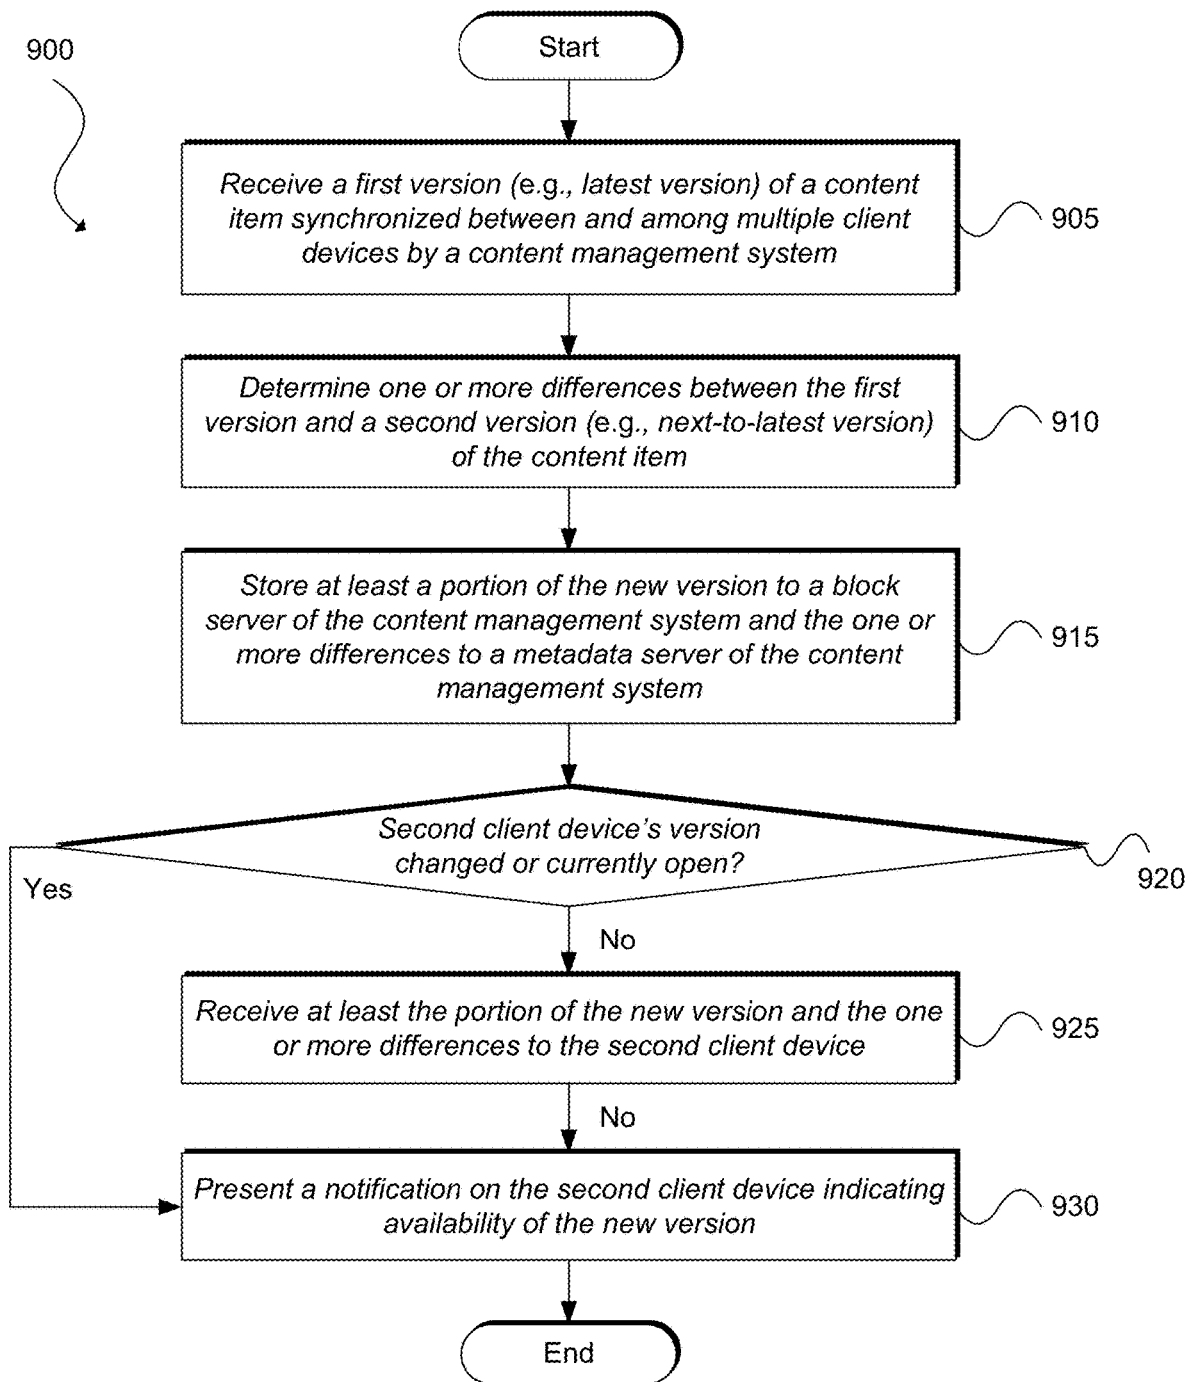 900
Start
Receive a first version (e.g., latest version) of a content
item synchronized between and among multiple client
devices by a content management system
905
Determine one or more differences between the first
version and a second version (e.g., next-to-latest version)
of the content item
910
Store at least a portion of the new version to a block
server of the content management system and the one or
more differences to a metadata server of the content
management system
915
Second client device's version
changed or currently open?
920
Yes
No
Receive at least the portion of the new version and the one
or more differences to the second client device
925
No
Present a notification on the second client device indicating
availability of the new version
930
End